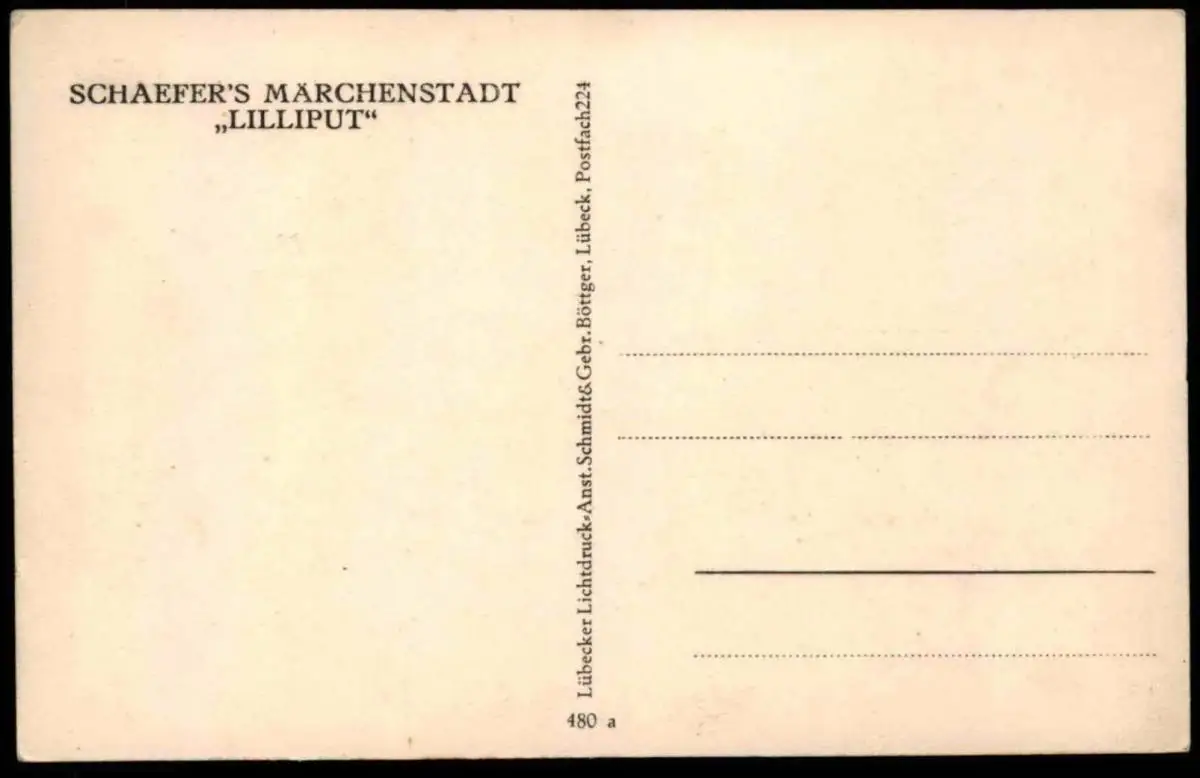 SCHAEFER'S MÄRCHENSTADT
„LILLIPUT“
Lübecker Lichtdruck-Anst. Schmidt & Gebr. Böttger, Lübeck, Postfach 224
480 a